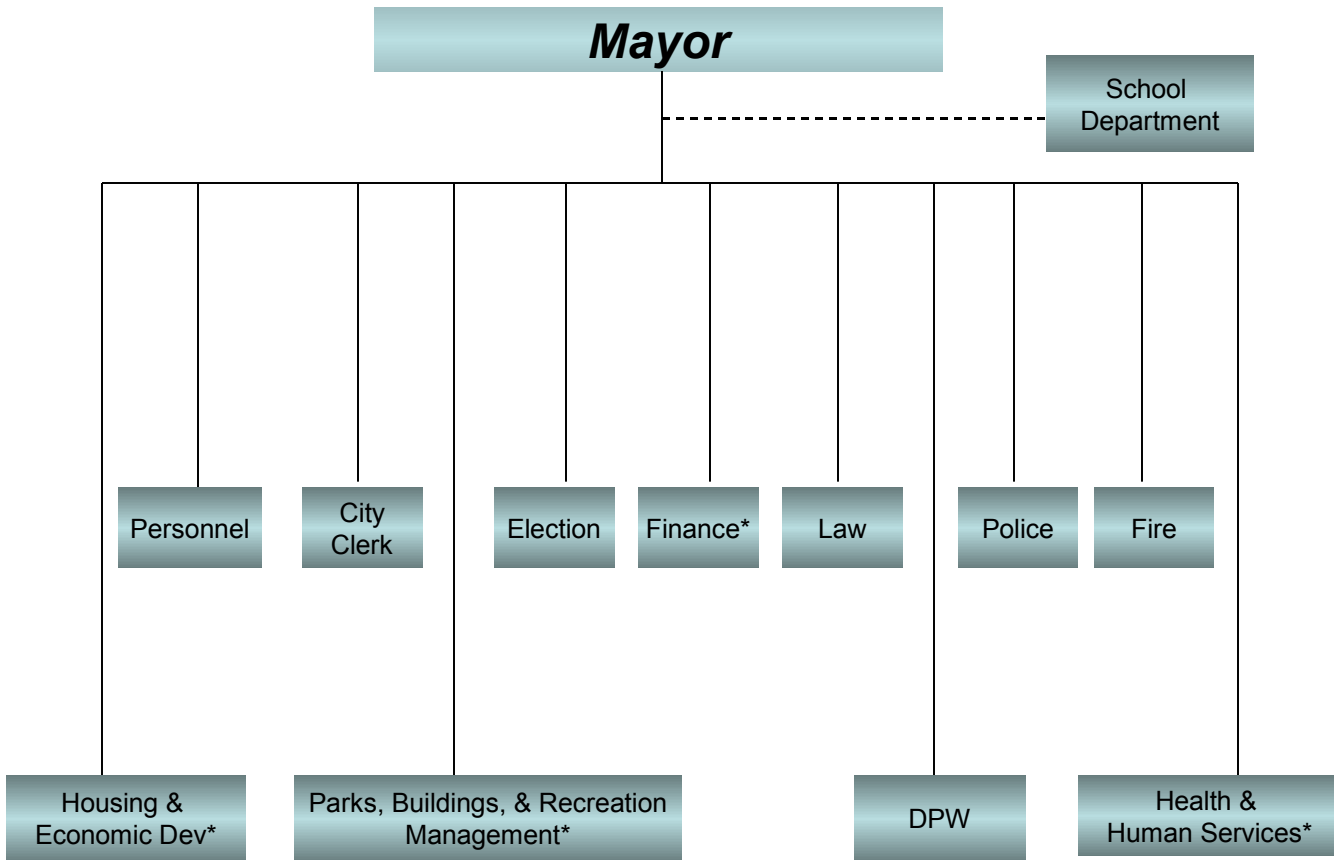 Mayor
School
Department
Personnel
City
Clerk
Election
Finance*
Law
Police
Fire
Housing &
Economic Dev*
Parks, Buildings, & Recreation
Management*
DPW
Health &
Human Services*